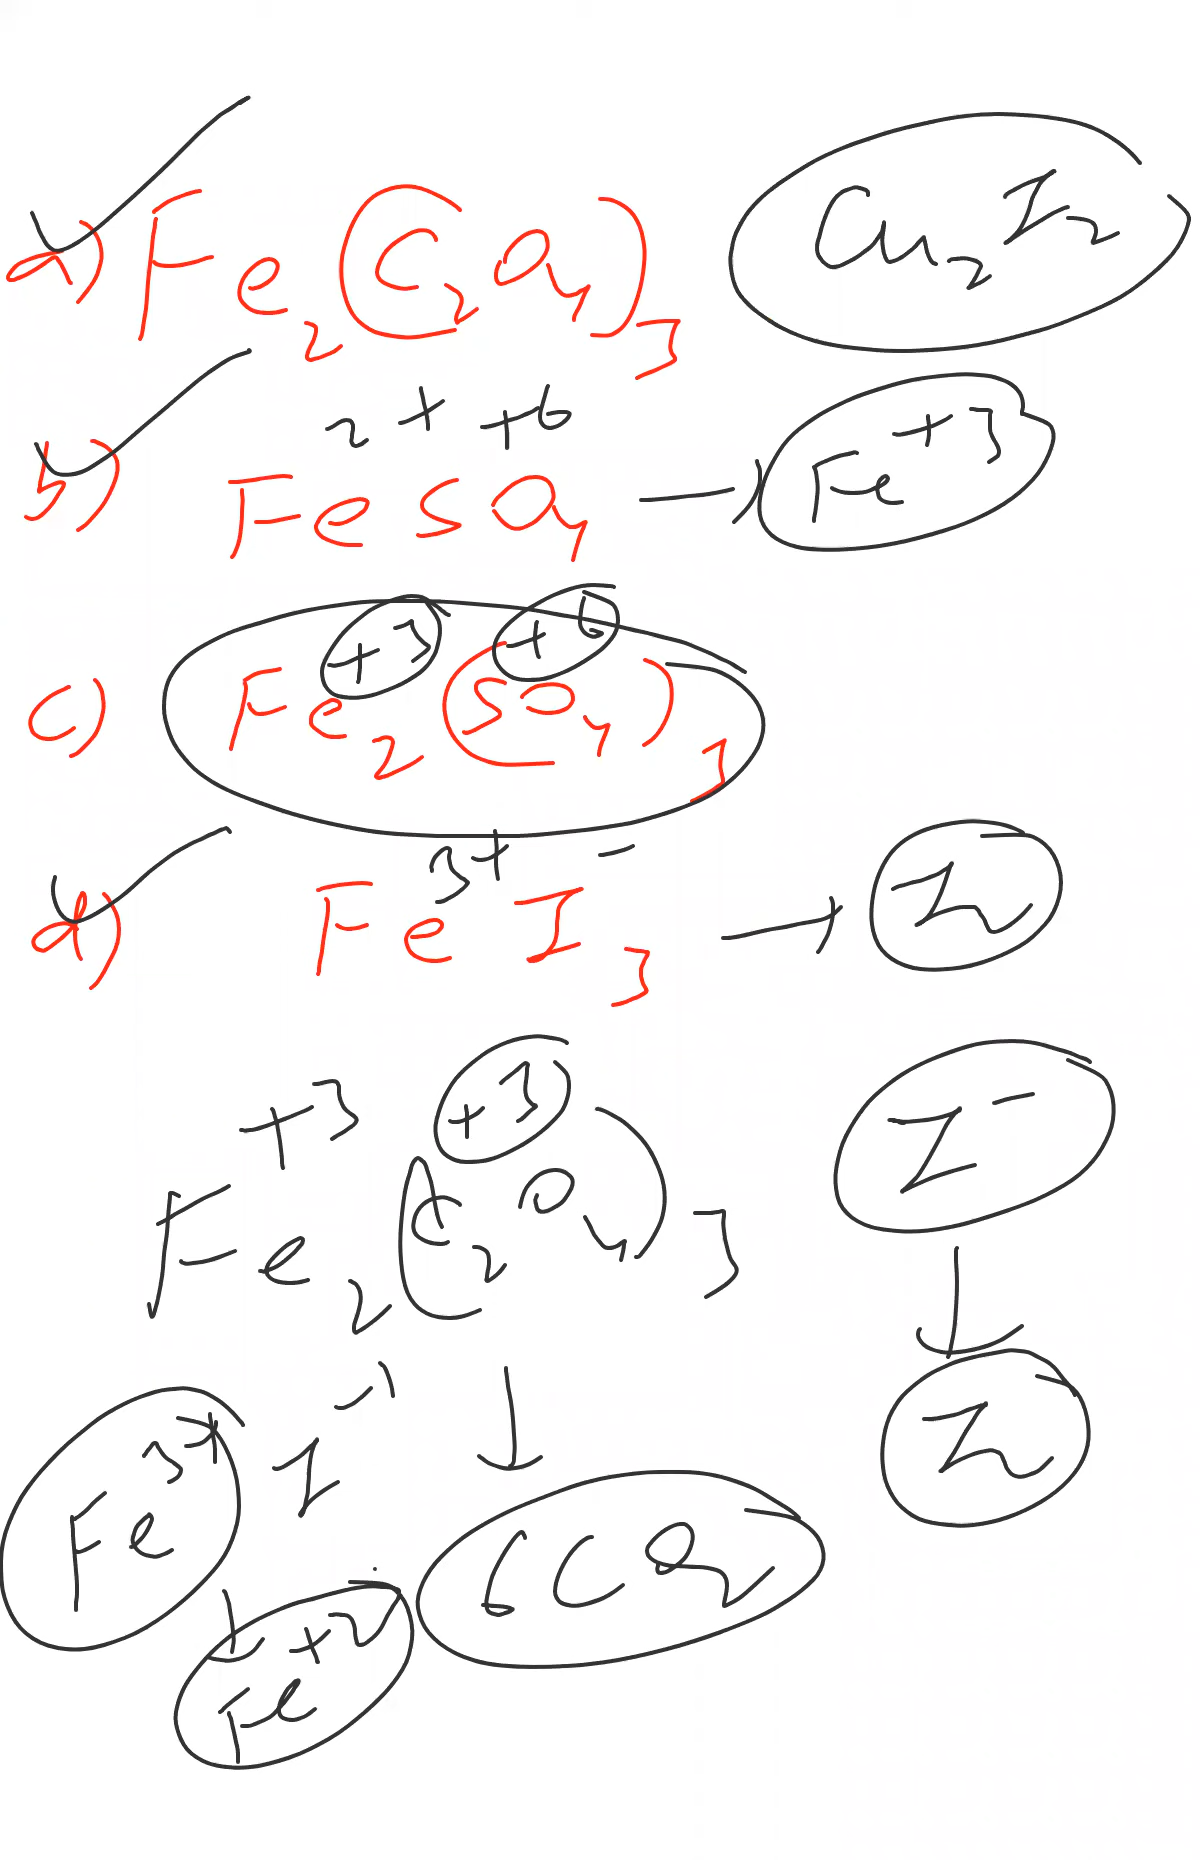 a) Fe2(C2O4)3 Cu2I2
2+ +6
b) FeSO4 → Fe+3
+3 +6
c) Fe2(SO4)3
3+ -
d) FeI3 → I2
+3 +3
Fe2(C2O4)3 I-
↓ ↓
Fe3+ I-1 6CO2 I2
↓
Fe+2